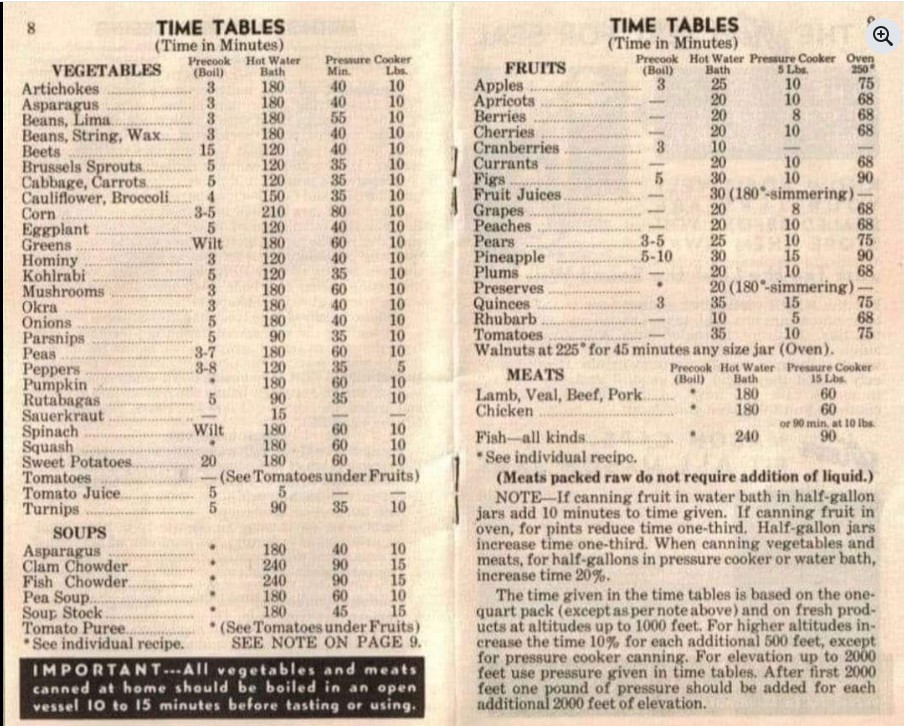 8
TIME TABLES
(Time in Minutes)
VEGETABLES Precook (Boil) Hot Water Bath Pressure Cooker Min. Lbs.
Artichokes 3 180 40 10
Asparagus 3 180 40 10
Beans, Lima 3 180 55 10
Beans, String, Wax 3 180 40 10
Beets 15 120 40 10
Brussels Sprouts 5 120 35 10
Cabbage, Carrots 5 120 35 10
Cauliflower, Broccoli 4 150 35 10
Corn 3-5 210 80 10
Eggplant 5 120 40 10
Greens Wilt 180 60 10
Hominy 3 120 40 10
Kohlrabi 5 120 35 10
Mushrooms 3 180 60 10
Okra 3 180 40 10
Onions 5 180 40 10
Parsnips 5 90 35 10
Peas 3-7 180 60 10
Peppers 3-8 120 35 5
Pumpkin * 180 60 10
Rutabagas 5 90 35 10
Sauerkraut — 15 — —
Spinach Wilt 180 60 10
Squash * 180 60 10
Sweet Potatoes 20 180 60 10
Tomatoes — (See Tomatoes under Fruits)
Tomato Juice 5 5 — —
Turnips 5 90 35 10
SOUPS
Asparagus * 180 40 10
Clam Chowder * 240 90 15
Fish Chowder * 240 90 15
Pea Soup * 180 60 10
Soup Stock * 180 45 15
Tomato Puree * (See Tomatoes under Fruits)
*See individual recipe. SEE NOTE ON PAGE 9.
IMPORTANT---All vegetables and meats
canned at home should be boiled in an open
vessel 10 to 15 minutes before tasting or using.
TIME TABLES
(Time in Minutes)
FRUITS Precook (Boil) Hot Water Bath Pressure Cooker 5 Lbs. Oven 250°
Apples 3 25 10 75
Apricots — 20 10 68
Berries — 20 8 68
Cherries — 20 10 68
Cranberries 3 10 — —
Currants — 20 10 68
Figs 5 30 10 90
Fruit Juices — 30 (180°-simmering) —
Grapes — 20 8 68
Peaches — 20 10 68
Pears 3-5 25 10 75
Pineapple 5-10 30 15 90
Plums — 20 10 68
Preserves * 20 (180°-simmering) —
Quinces 3 35 15 75
Rhubarb — 10 5 68
Tomatoes — 35 10 75
Walnuts at 225° for 45 minutes any size jar (Oven).
MEATS Precook (Boil) Hot Water Bath Pressure Cooker 15 Lbs.
Lamb, Veal, Beef, Pork * 180 60
Chicken * 180 60
or 90 min. at 10 lbs.
Fish—all kinds * 240 90
*See individual recipe.
(Meats packed raw do not require addition of liquid.)
NOTE—If canning fruit in water bath in half-gallon
jars add 10 minutes to time given. If canning fruit in
oven, for pints reduce time one-third. Half-gallon jars
increase time one-third. When canning vegetables and
meats, for half-gallons in pressure cooker or water bath,
increase time 20%.
The time given in the time tables is based on the one-
quart pack (except as per note above) and on fresh prod-
ucts at altitudes up to 1000 feet. For higher altitudes in-
crease the time 10% for each additional 500 feet, except
for pressure cooker canning. For elevation up to 2000
feet use pressure given in time tables. After first 2000
feet one pound of pressure should be added for each
additional 2000 feet of elevation.